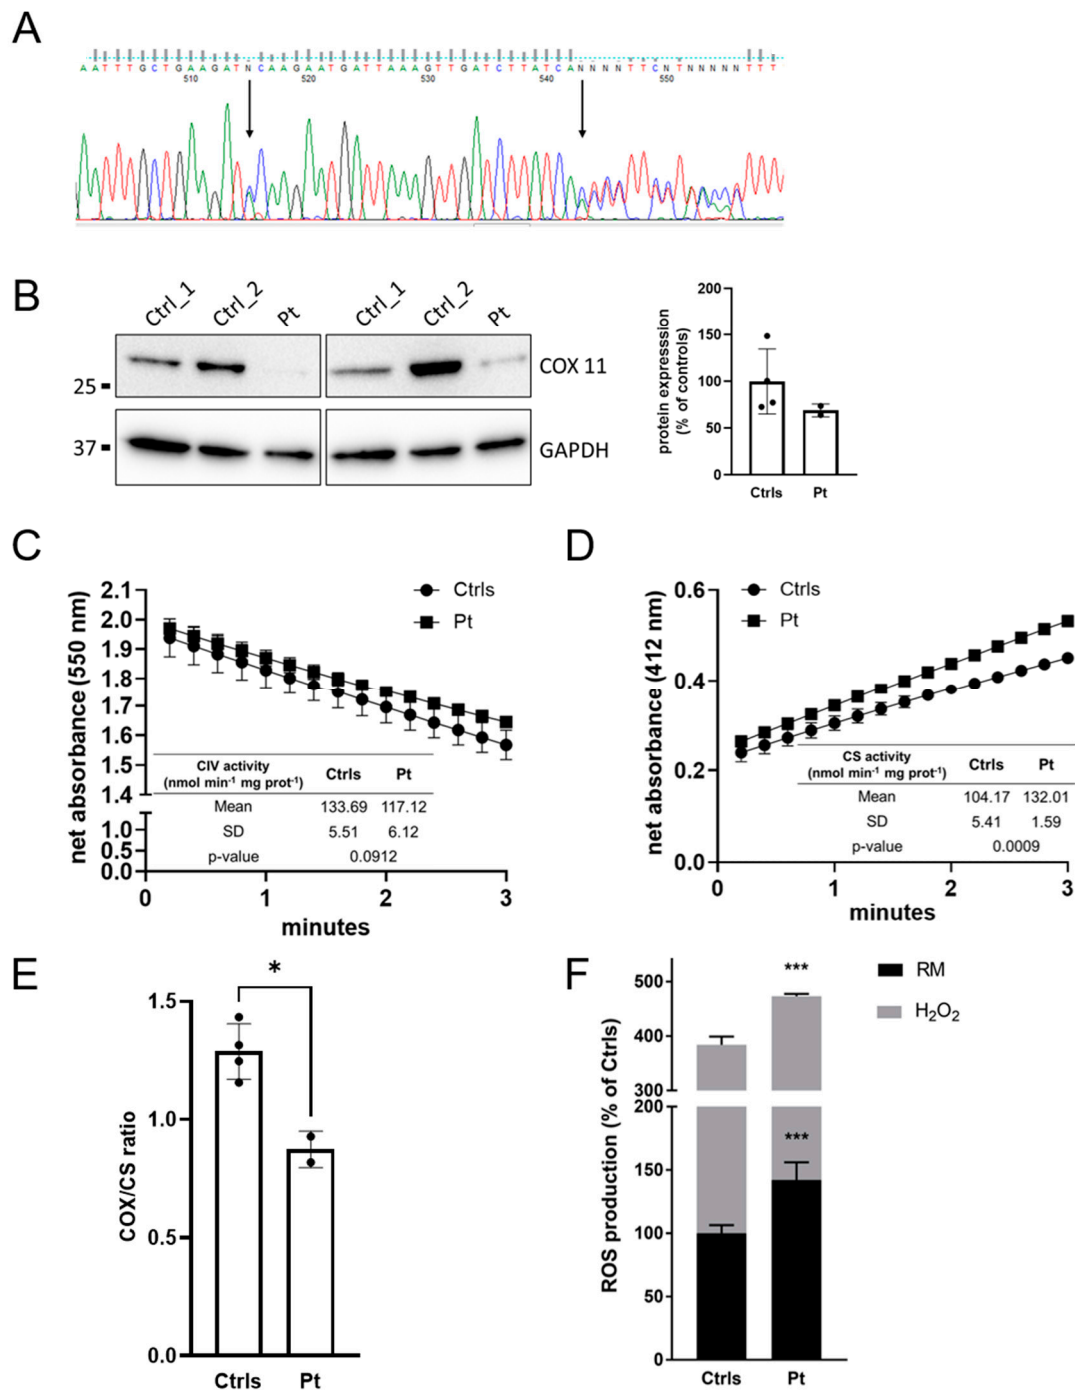 A
A A T T T G C T G A A G A T N C A A G A A T G A T T A A A G T T G A T C T T A T C A N N N N T T C N T N N N N N T T T
510 520 530 540 550
B
Ctrl_1 Ctrl_2 Pt Ctrl_1 Ctrl_2 Pt
25
COX 11
37
GAPDH
protein expresssion
(% of controls)
200
150
100
50
0
Ctrls Pt
C
net absorbance (550 nm)
2.1
2.0
1.9
1.8
1.7
1.6
1.5
1.4
1.0
0.5
0.0
Ctrls
Pt
CIV activity
(nmol min-1 mg prot-1) Ctrls Pt
Mean 133.69 117.12
SD 5.51 6.12
p-value 0.0912
0 1 2 3
minutes
D
net absorbance (412 nm)
0.6
0.4
0.2
0.0
Ctrls
Pt
CS activity
(nmol min-1 mg prot-1) Ctrls Pt
Mean 104.17 132.01
SD 5.41 1.59
p-value 0.0009
0 1 2 3
minutes
E
COX/CS ratio
1.5
1.0
0.5
0.0
*
Ctrls Pt
F
ROS production (% of Ctrls)
500
400
300
200
150
100
50
0
***
***
RM
H2O2
Ctrls Pt